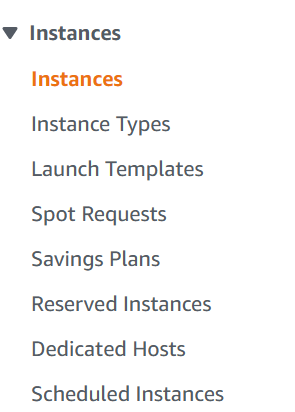 Instances
Instances
Instance Types
Launch Templates
Spot Requests
Savings Plans
Reserved Instances
Dedicated Hosts
Scheduled Instances